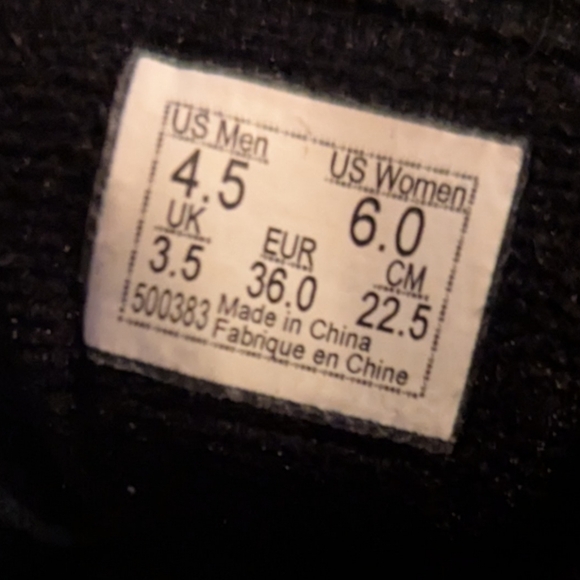 US Men US Women
4.5 6.0
UK EUR CM
3.5 36.0 22.5
500383 Made in China
Fabrique en Chine